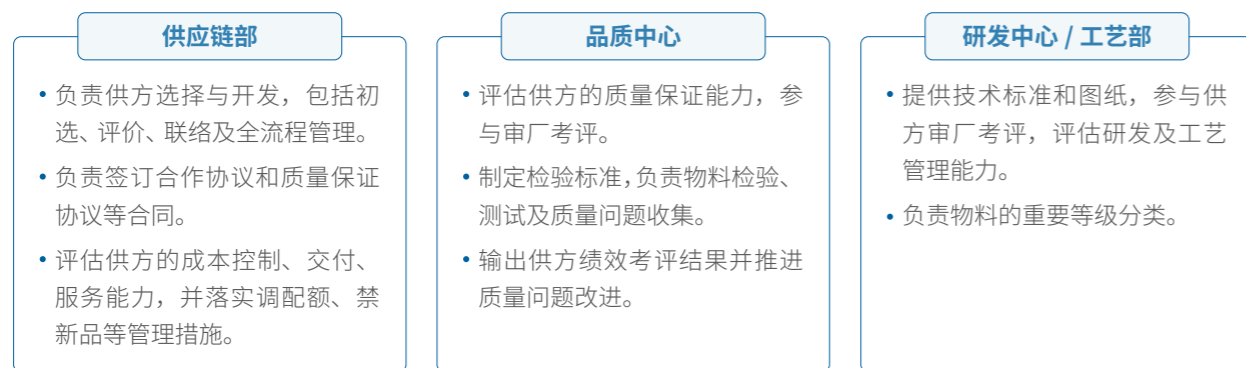 供应链部
• 负责供方选择与开发，包括初
选、评价、联络及全流程管理。
• 负责签订合作协议和质量保证
协议等合同。
• 评估供方的成本控制、交付、
服务能力，并落实调配额、禁
新品等管理措施。
品质中心
• 评估供方的质量保证能力，参
与审厂考评。
• 制定检验标准，负责物料检验、
测试及质量问题收集。
• 输出供方绩效考评结果并推进
质量问题改进。
研发中心 / 工艺部
• 提供技术标准和图纸，参与供
方审厂考评，评估研发及工艺
管理能力。
• 负责物料的重要等级分类。